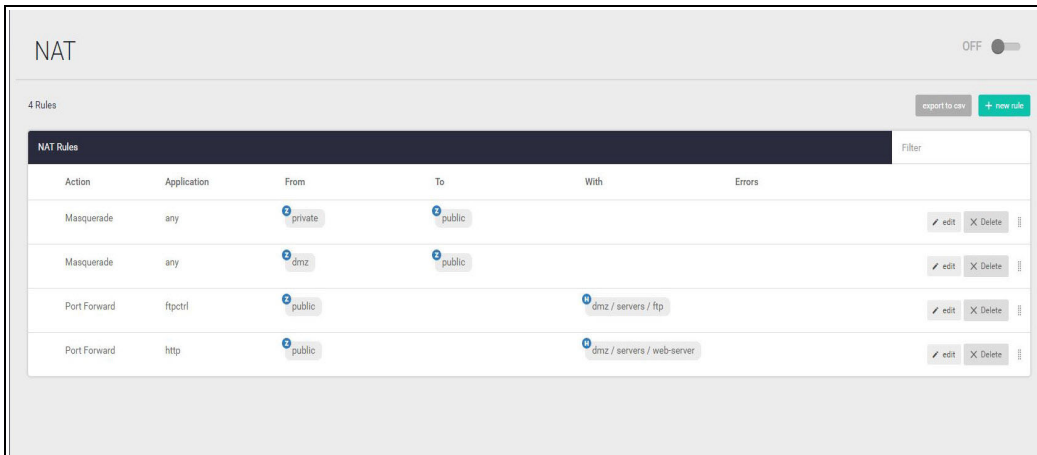 NAT
OFF
4 Rules
export to csv + new rule
NAT Rules Filter
Action Application From To With Errors
Masquerade any Z private Z public edit X Delete
Masquerade any Z dmz Z public edit X Delete
Port Forward ftpctrl Z public H dmz / servers / ftp edit X Delete
Port Forward http Z public H dmz / servers / web-server edit X Delete